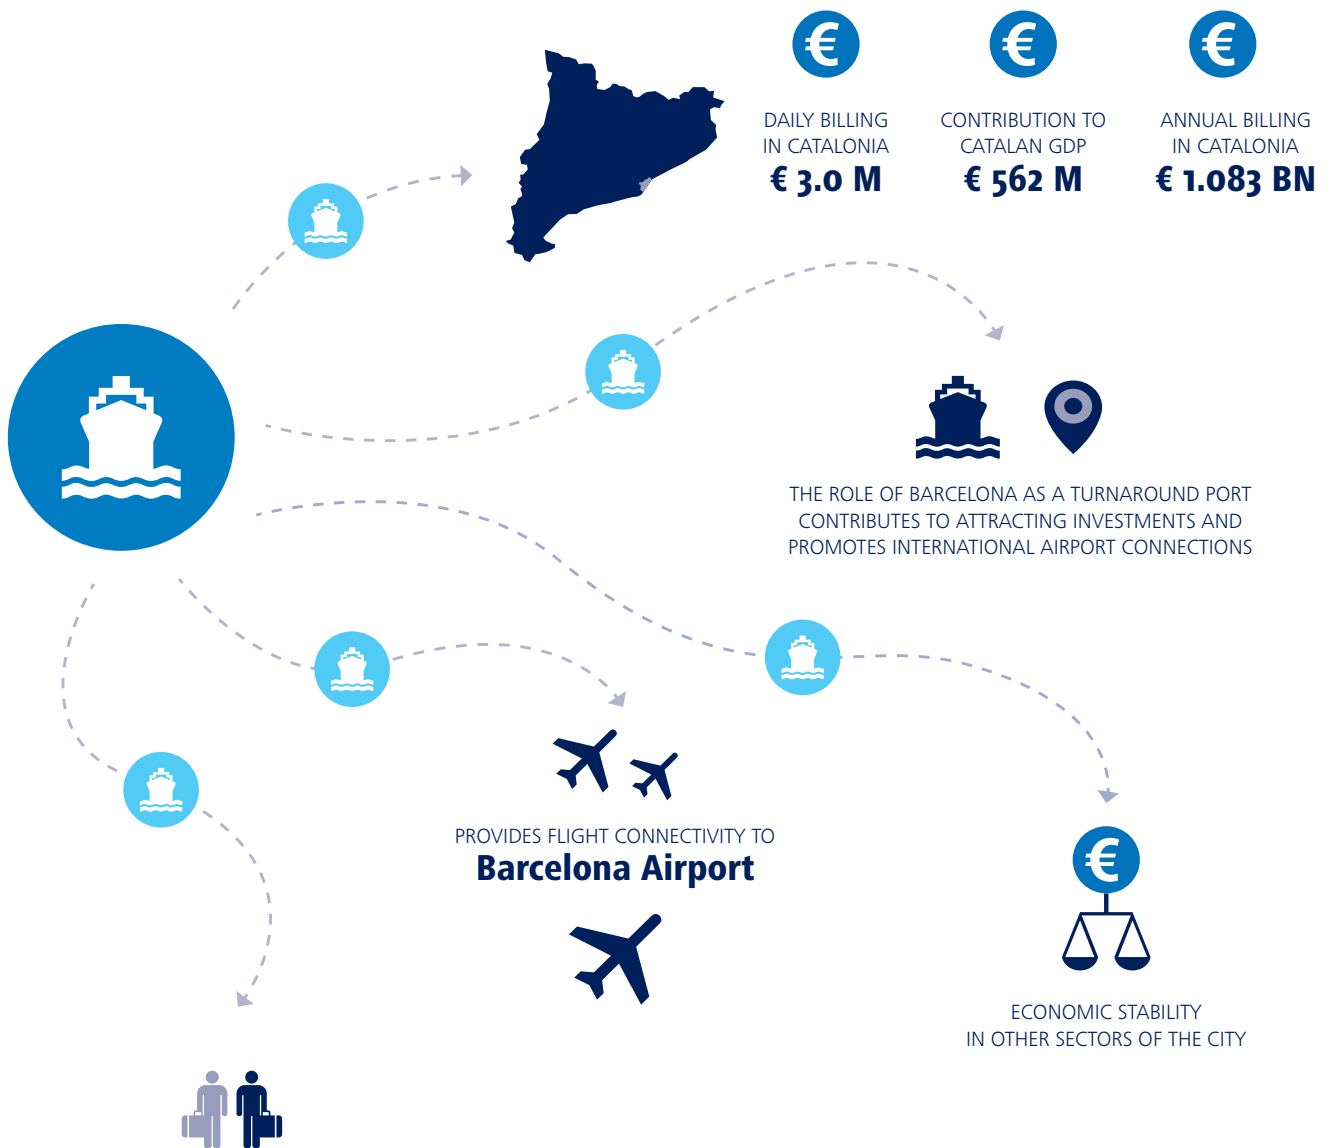 € € €
DAILY BILLING
IN CATALONIA
€ 3.0 M
CONTRIBUTION TO
CATALAN GDP
€ 562 M
ANNUAL BILLING
IN CATALONIA
€ 1.083 BN
THE ROLE OF BARCELONA AS A TURNAROUND PORT
CONTRIBUTES TO ATTRACTING INVESTMENTS AND
PROMOTES INTERNATIONAL AIRPORT CONNECTIONS
PROVIDES FLIGHT CONNECTIVITY TO
Barcelona Airport
€
ECONOMIC STABILITY
IN OTHER SECTORS OF THE CITY